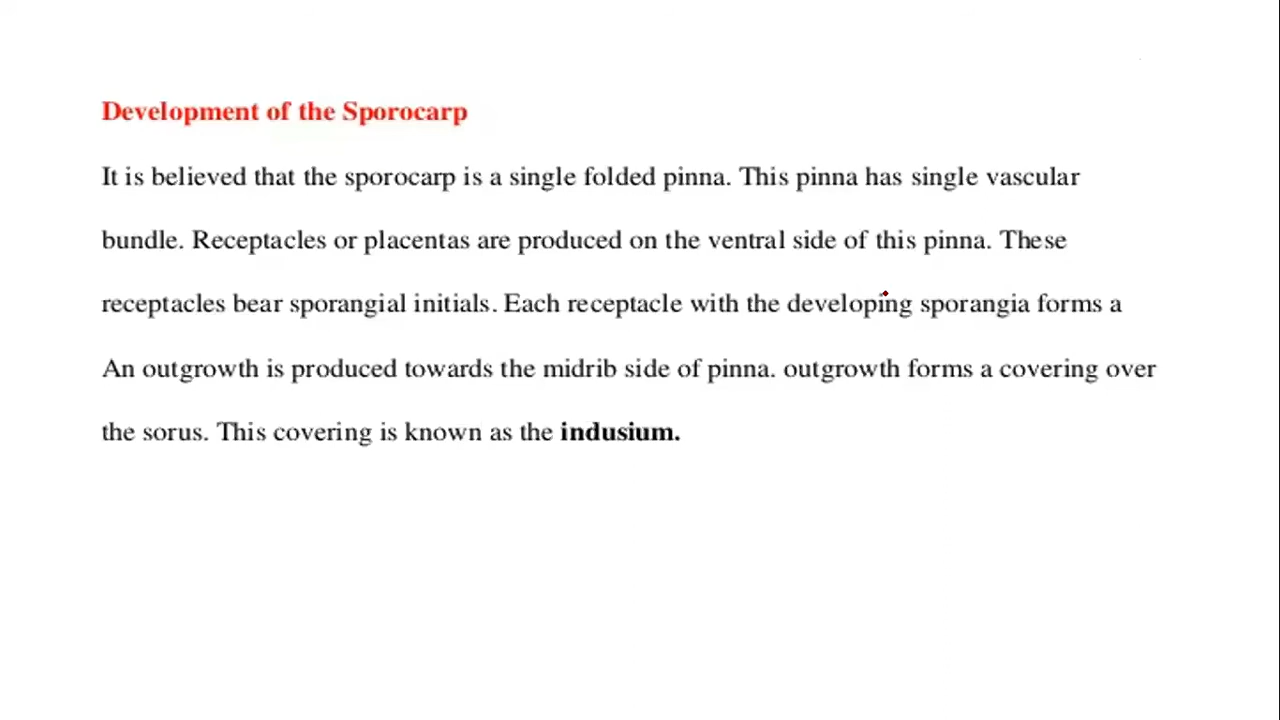 Development of the Sporocarp
It is believed that the sporocarp is a single folded pinna. This pinna has single vascular
bundle. Receptacles or placentas are produced on the ventral side of this pinna. These
receptacles bear sporangial initials. Each receptacle with the developing sporangia forms a
An outgrowth is produced towards the midrib side of pinna. outgrowth forms a covering over
the sorus. This covering is known as the indusium.